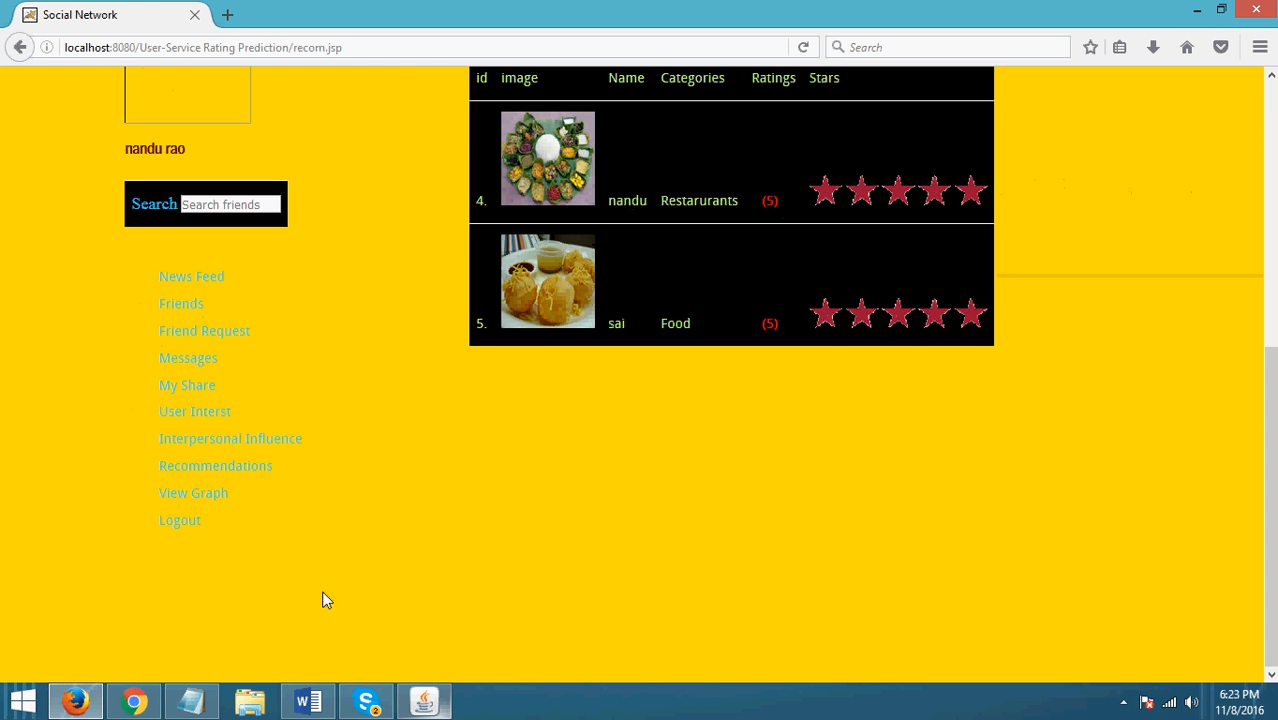 Social Network
localhost:8080/User-Service Rating Prediction/recom.jsp
Search
id image Name Categories Ratings Stars
nandu rao
4. nandu Restarurants (5)
Search Search friends
5. sai Food (5)
News Feed
Friends
Friend Request
Messages
My Share
User Interst
Interpersonal Influence
Recommendations
View Graph
Logout
W
S 2
6:23 PM
11/8/2016